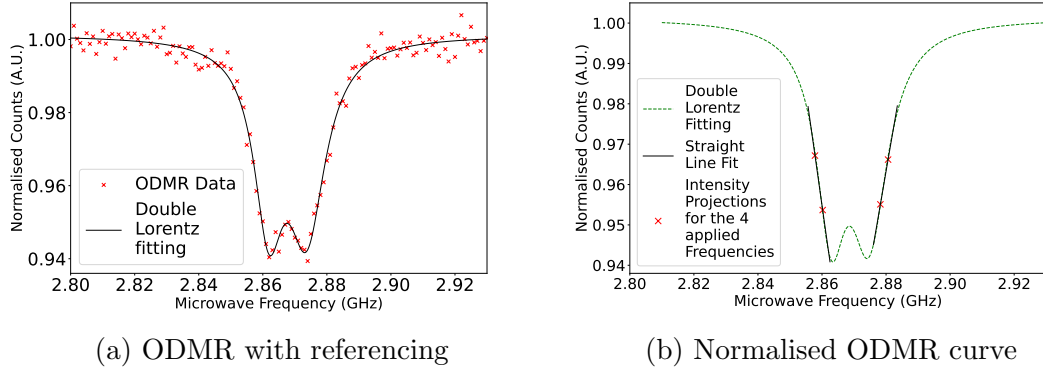 1.00
0.98
0.96
0.94
Normalised Counts (A.U.)
ODMR Data
Double
Lorentz
fitting
2.80 2.82 2.84 2.86 2.88 2.90 2.92
Microwave Frequency (GHz)
(a) ODMR with referencing
1.00
0.99
0.98
0.97
0.96
0.95
0.94
Normalised Counts (A.U.)
Double
Lorentz
Fitting
Straight
Line Fit
Intensity
Projections
for the 4
applied
Frequencies
2.80 2.82 2.84 2.86 2.88 2.90 2.92
Microwave Frequency (GHz)
(b) Normalised ODMR curve